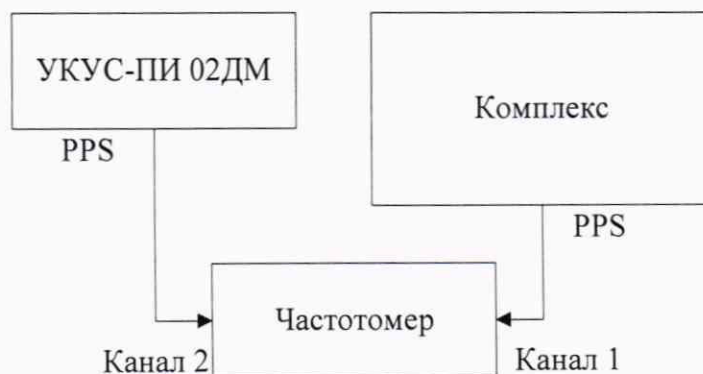 УКУС-ПИ 02ДМ
Комплекс
PPS
PPS
Частотомер
Канал 2
Канал 1